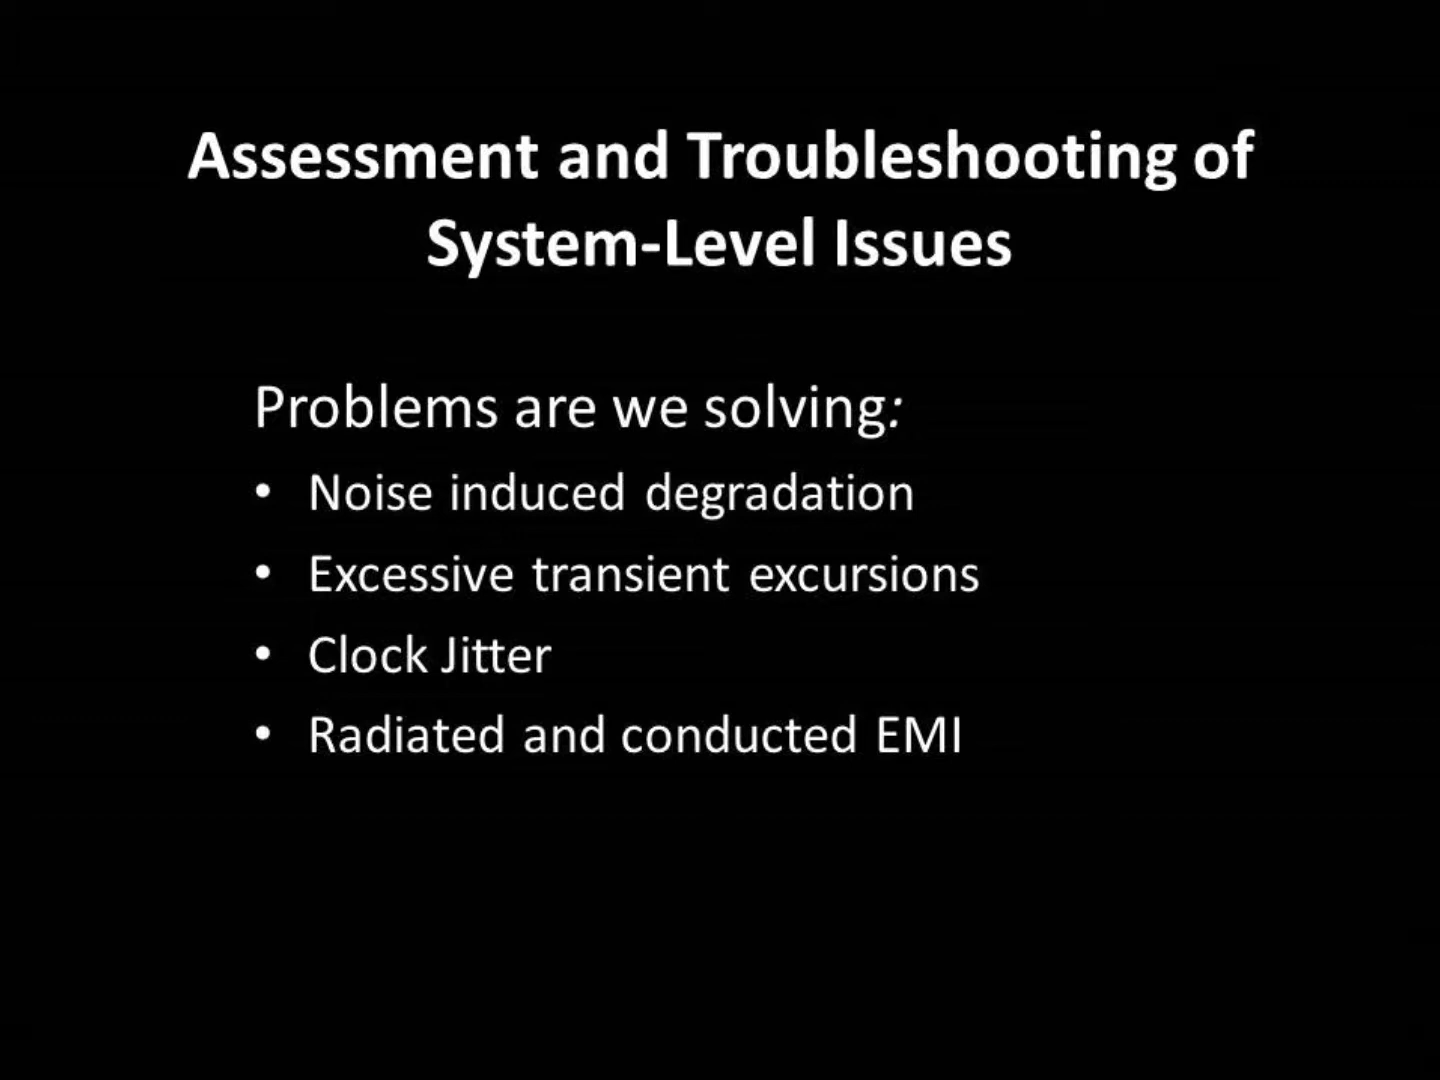 Assessment and Troubleshooting of
System-Level Issues
Problems are we solving:
• Noise induced degradation
• Excessive transient excursions
• Clock Jitter
• Radiated and conducted EMI